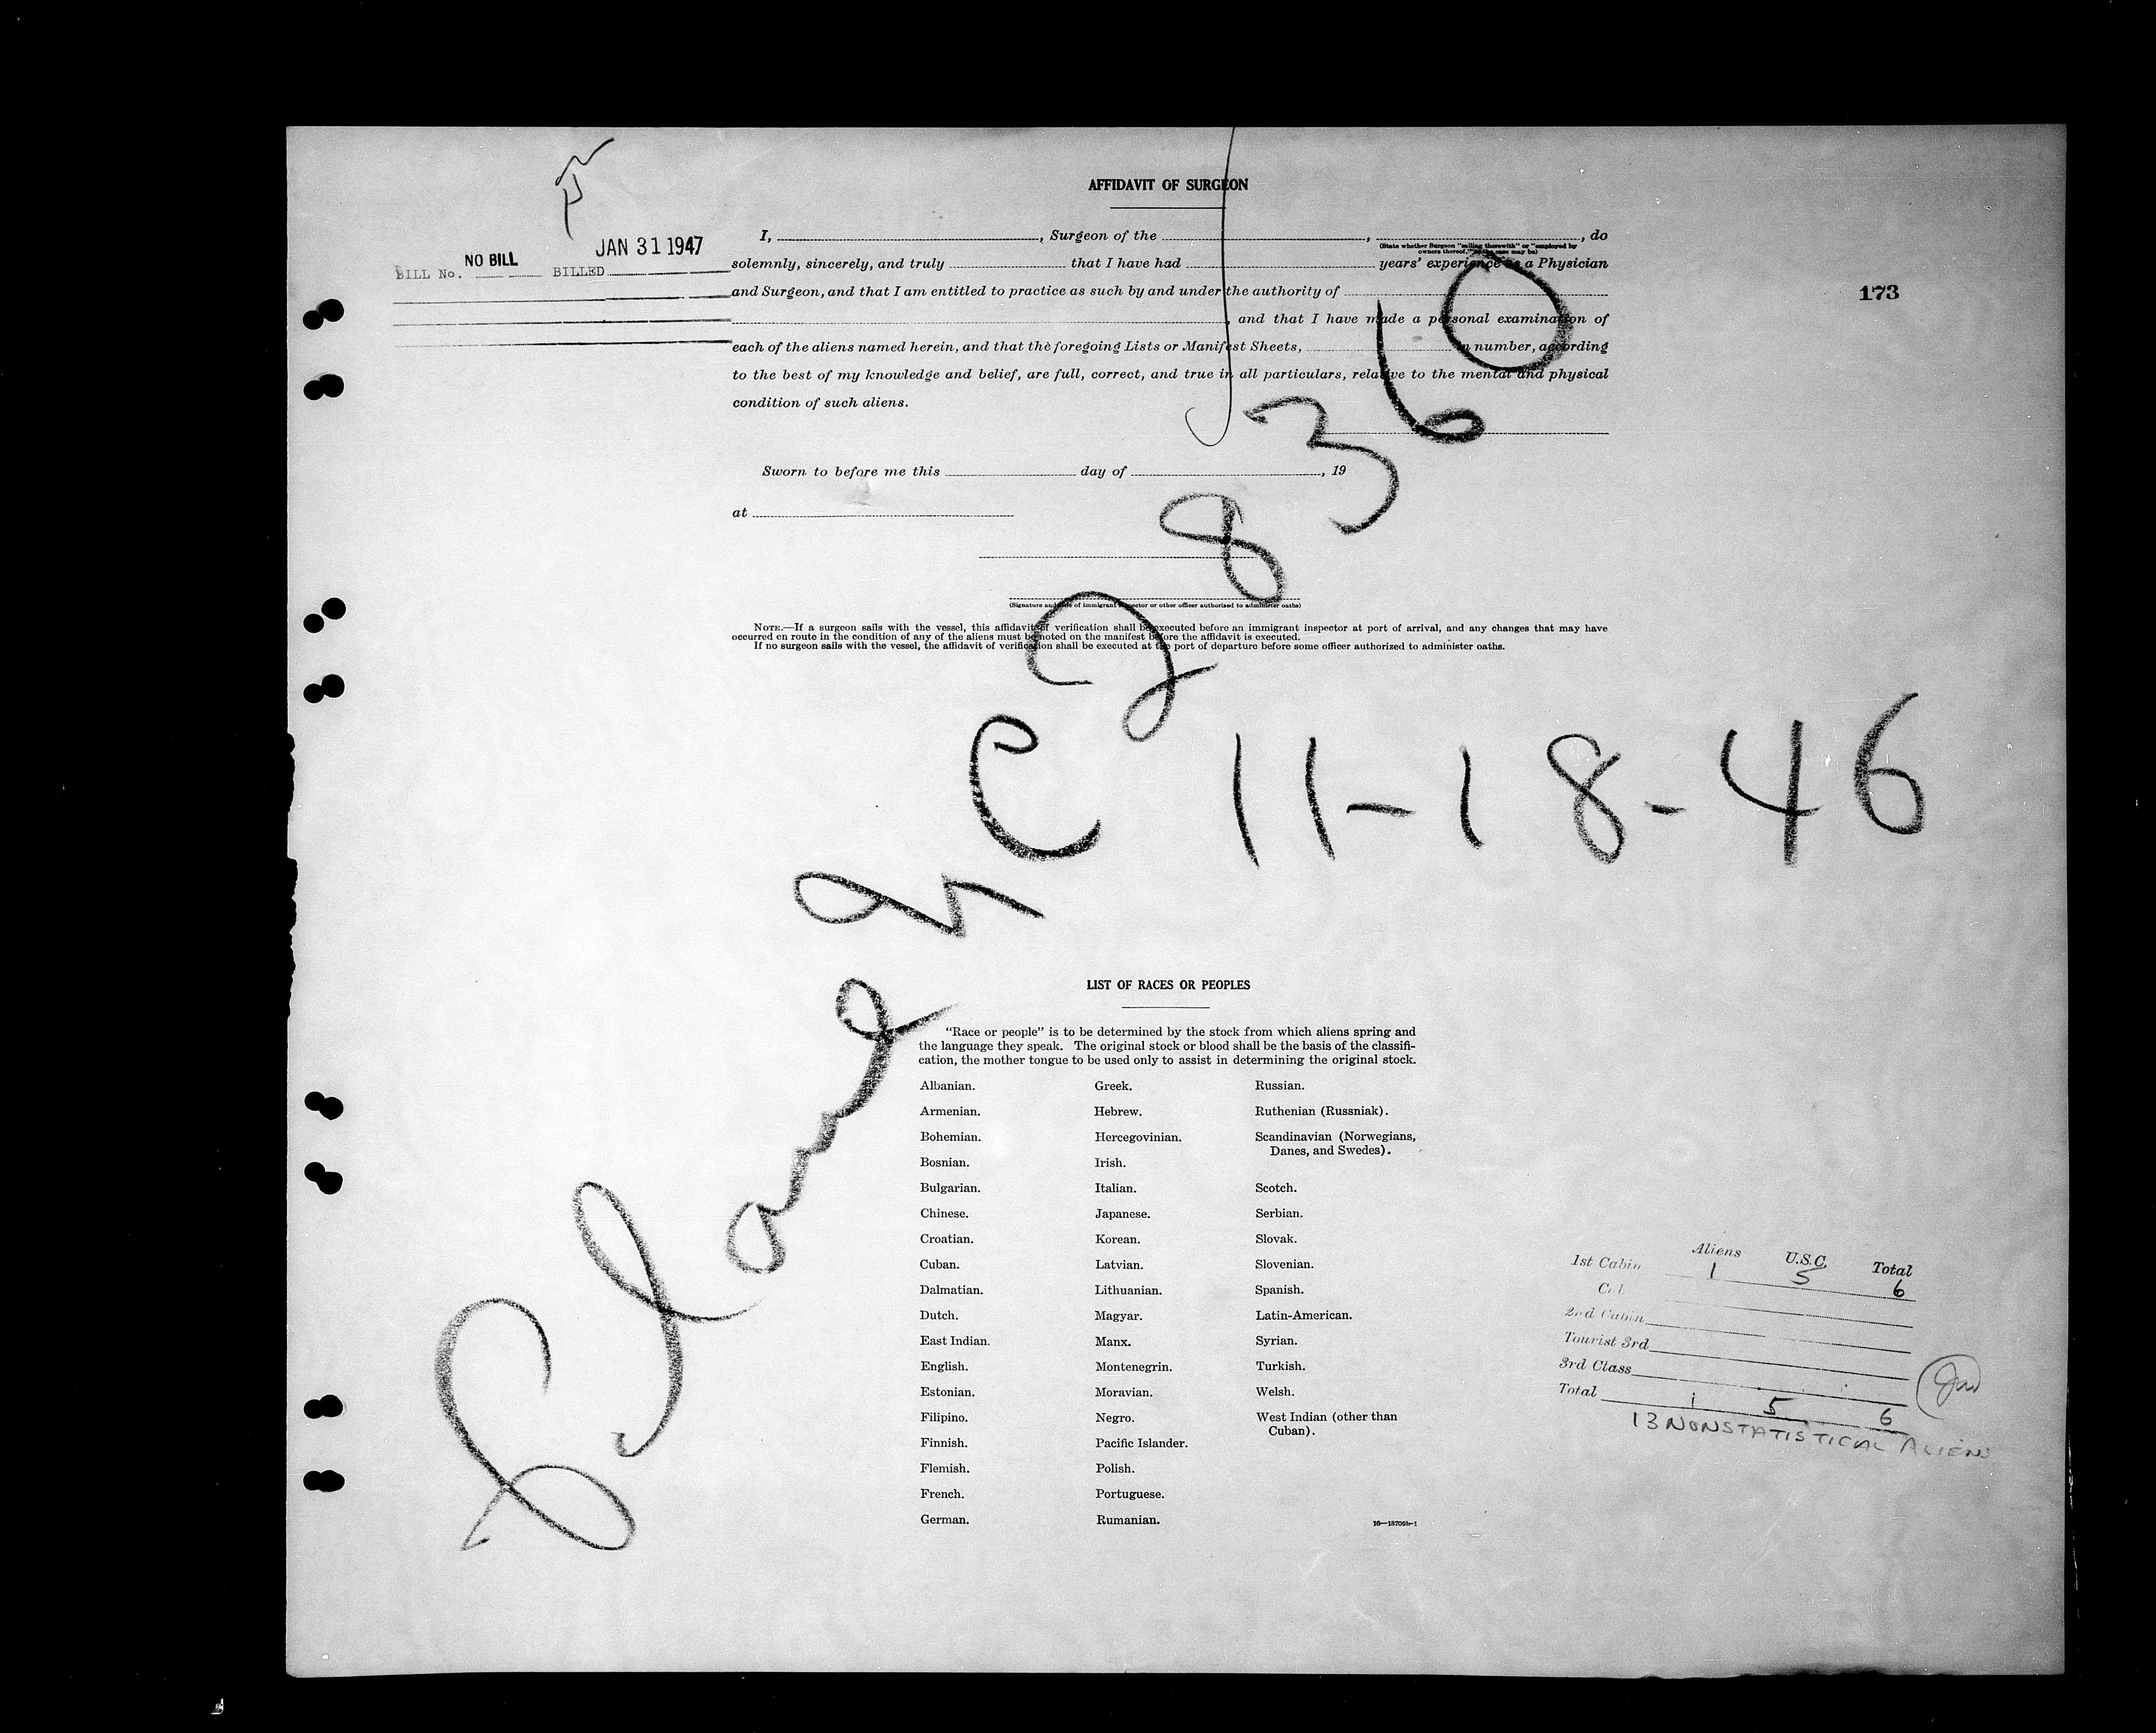 AFFIDAVIT OF SURGEON
I, , Surgeon of the , , do
(State whether Surgeon "sailing therewith" or "employed by owners thereof," as the case may be)
NO BILL JAN 31 1947
BILL No. BILLED
solemnly, sincerely, and truly that I have had years' experience as a Physician
and Surgeon, and that I am entitled to practice as such by and under the authority of
173
, and that I have made a personal examination of
each of the aliens named herein, and that the foregoing Lists or Manifest Sheets, in number, according
to the best of my knowledge and belief, are full, correct, and true in all particulars, relative to the mental and physical
condition of such aliens.
Sworn to before me this day of , 19
at
(Signature and title of immigrant inspector or other officer authorized to administer oaths)
NOTE.—If a surgeon sails with the vessel, this affidavit of verification shall be executed before an immigrant inspector at port of arrival, and any changes that may have
occurred en route in the condition of any of the aliens must be noted on the manifest before the affidavit is executed.
If no surgeon sails with the vessel, the affidavit of verification shall be executed at the port of departure before some officer authorized to administer oaths.
Plane NC 28360
11-18-46
LIST OF RACES OR PEOPLES
"Race or people" is to be determined by the stock from which aliens spring and
the language they speak. The original stock or blood shall be the basis of the classifi-
cation, the mother tongue to be used only to assist in determining the original stock.
Albanian.
Armenian.
Bohemian.
Bosnian.
Bulgarian.
Chinese.
Croatian.
Cuban.
Dalmatian.
Dutch.
East Indian.
English.
Estonian.
Filipino.
Finnish.
Flemish.
French.
German.
Greek.
Hebrew.
Hercegovinian.
Irish.
Italian.
Japanese.
Korean.
Latvian.
Lithuanian.
Magyar.
Manx.
Montenegrin.
Moravian.
Negro.
Pacific Islander.
Polish.
Portuguese.
Rumanian.
Russian.
Ruthenian (Russniak).
Scandinavian (Norwegians,
Danes, and Swedes).
Scotch.
Serbian.
Slovak.
Slovenian.
Spanish.
Latin-American.
Syrian.
Turkish.
Welsh.
West Indian (other than
Cuban).
16—18709b-1
Aliens U.S.C. Total
1st Cabin 1 5 6
2nd Cabin
Tourist 3rd
3rd Class
Total 1 5 6
13 NONSTATISTICAL ALIENS